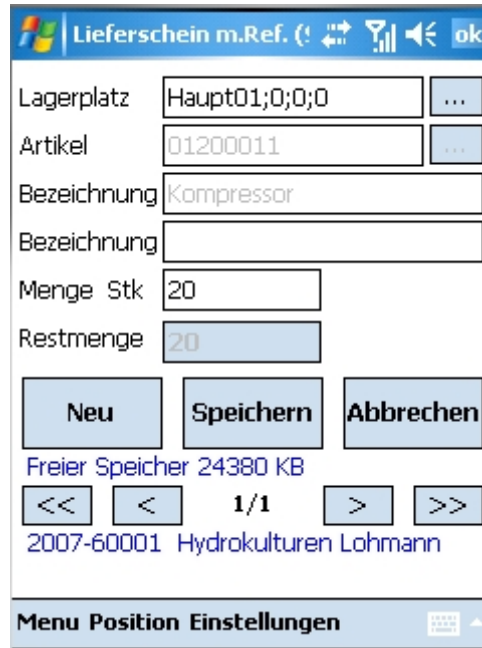 Lieferschein m.Ref. (! ok
Lagerplatz Haupt01;0;0;0 ...
Artikel 01200011 ...
Bezeichnung Kompressor
Bezeichnung
Menge Stk 20
Restmenge 20
Neu Speichern Abbrechen
Freier Speicher 24380 KB
<< < 1/1 > >>
2007-60001 Hydrokulturen Lohmann
Menu Position Einstellungen